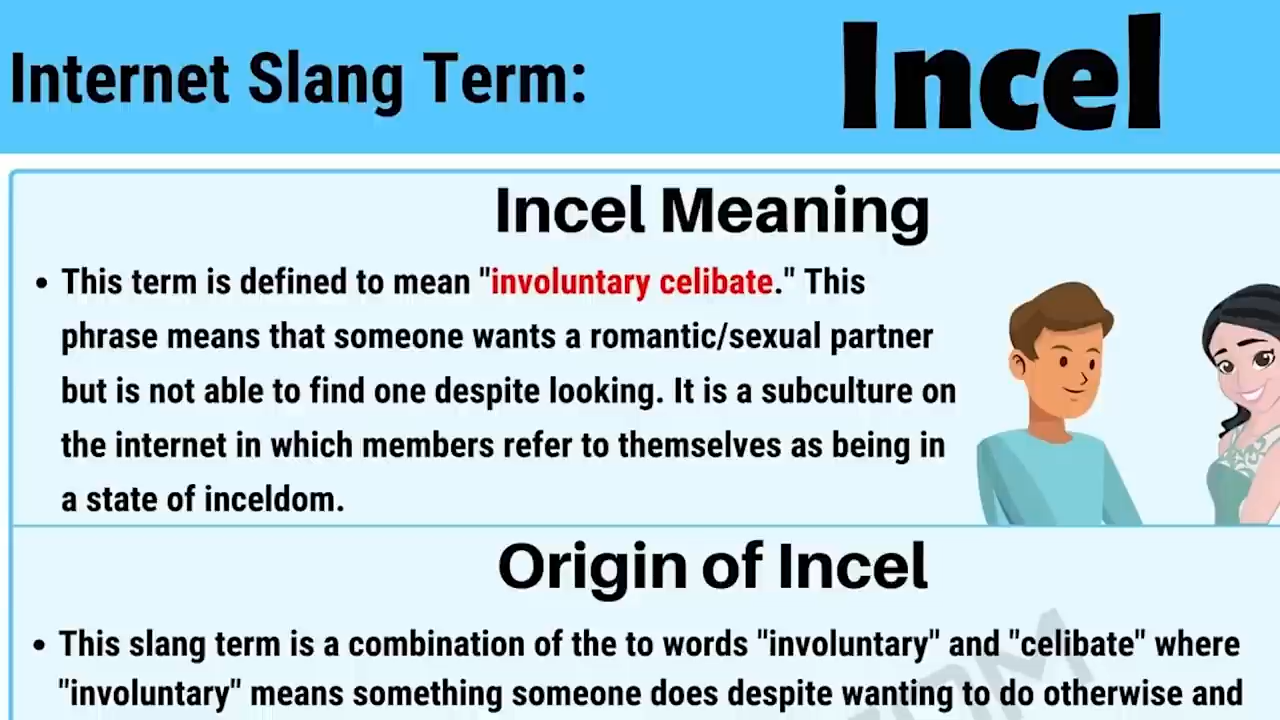 Internet Slang Term: Incel
Incel Meaning
• This term is defined to mean "involuntary celibate." This
phrase means that someone wants a romantic/sexual partner
but is not able to find one despite looking. It is a subculture on
the internet in which members refer to themselves as being in
a state of inceldom.
Origin of Incel
• This slang term is a combination of the to words "involuntary" and "celibate" where
"involuntary" means something someone does despite wanting to do otherwise and